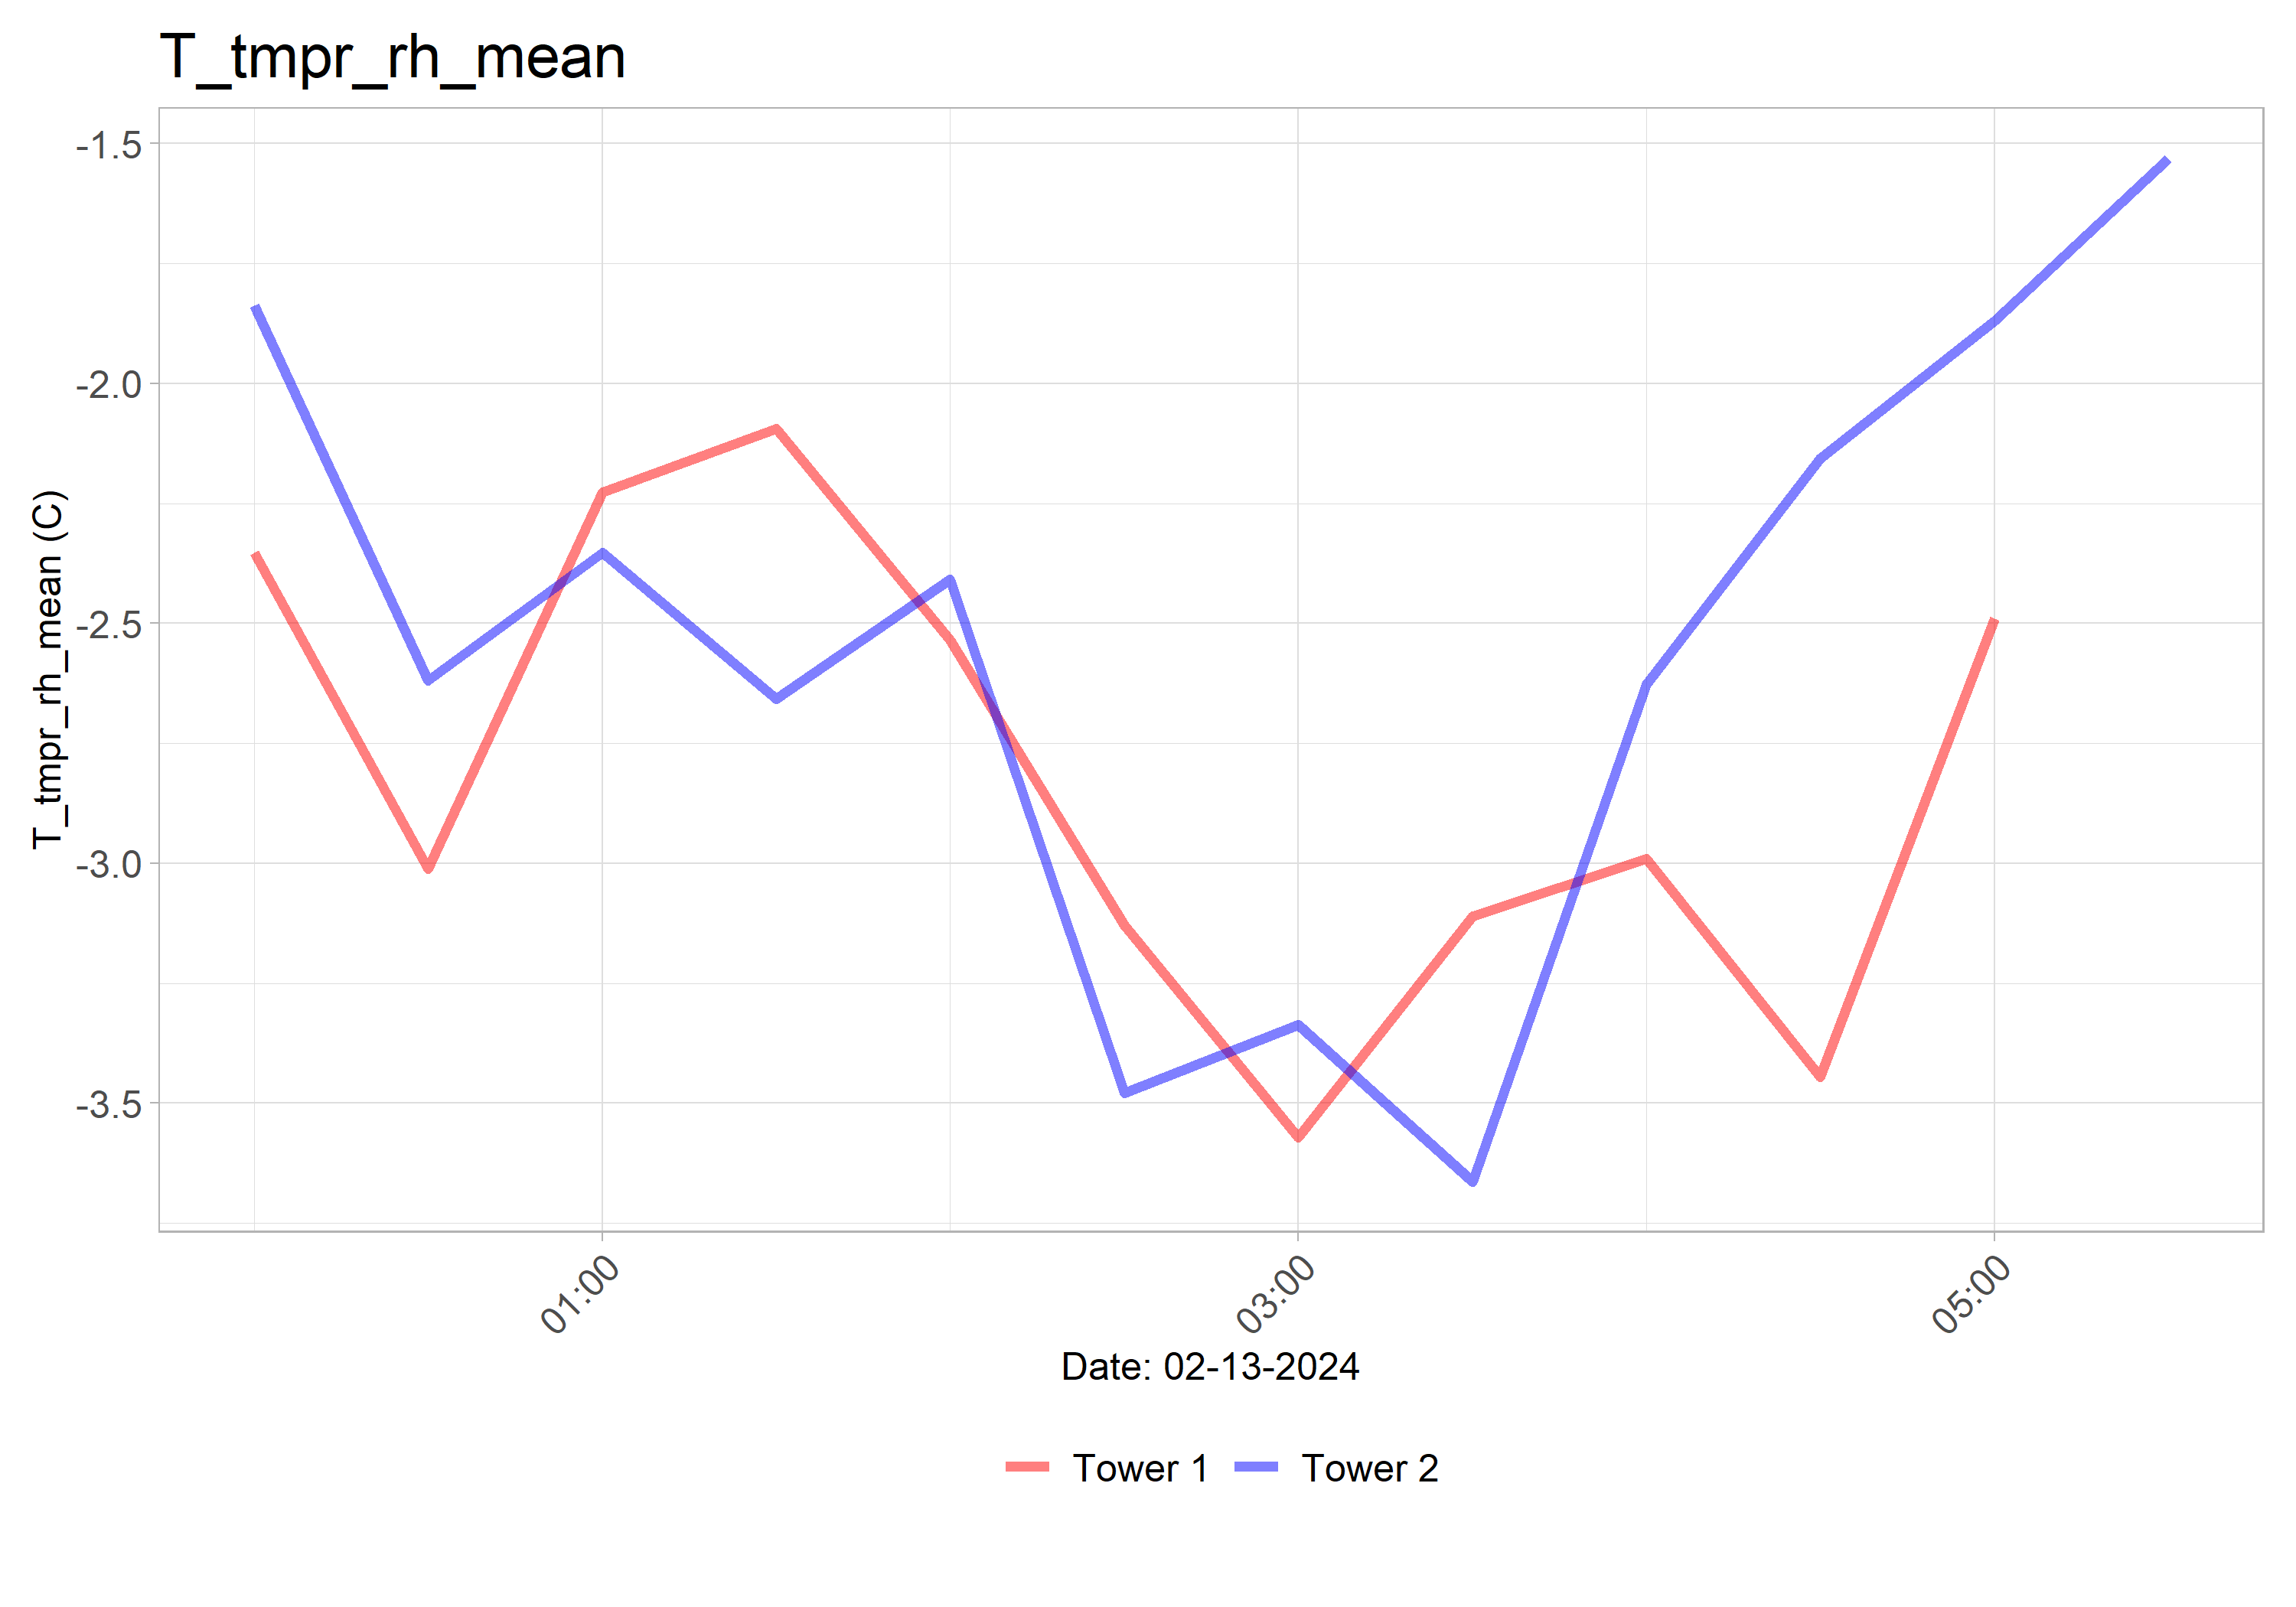 T_tmpr_rh_mean
T_tmpr_rh_mean (C)
-1.5
-2.0
-2.5
-3.0
-3.5
01:00 03:00 05:00
Date: 02-13-2024
Tower 1 Tower 2